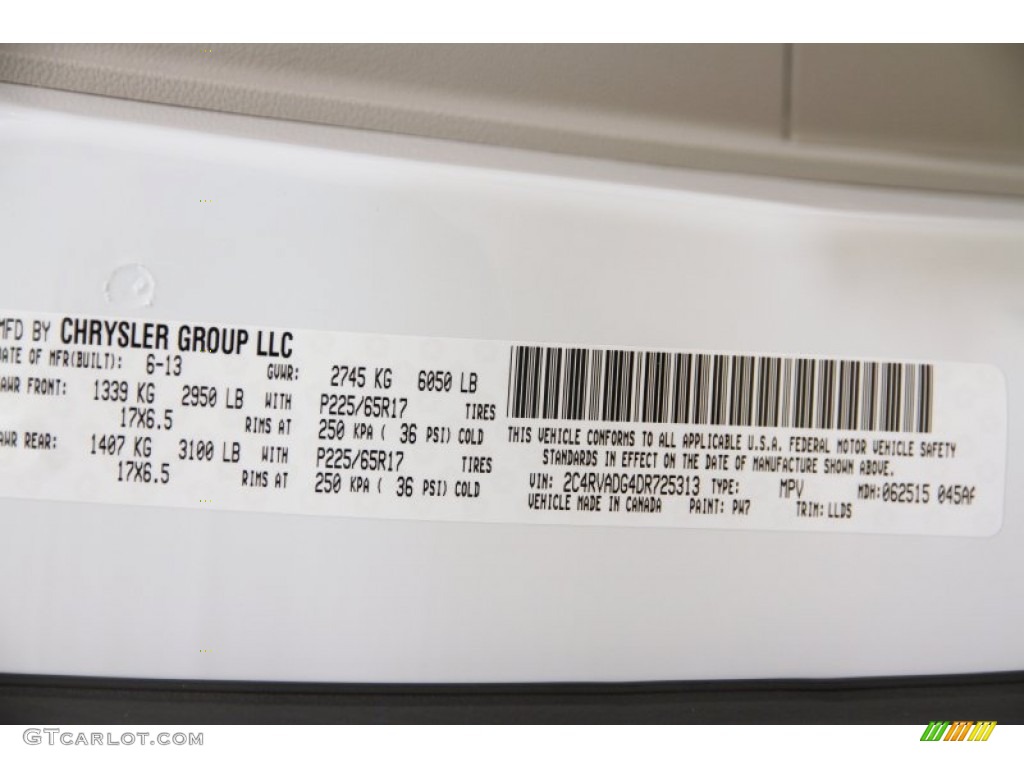 MFD BY CHRYSLER GROUP LLC
DATE OF MFR(BUILT): 6-13 GVWR: 2745 KG 6050 LB
GAWR FRONT: 1339 KG 2950 LB WITH P225/65R17 TIRES
17X6.5 RIMS AT 250 KPA ( 36 PSI) COLD
GAWR REAR: 1407 KG 3100 LB WITH P225/65R17 TIRES
17X6.5 RIMS AT 250 KPA ( 36 PSI) COLD
THIS VEHICLE CONFORMS TO ALL APPLICABLE U.S.A. FEDERAL MOTOR VEHICLE SAFETY
STANDARDS IN EFFECT ON THE DATE OF MANUFACTURE SHOWN ABOVE.
VIN: 2C4RVADG4DR725313 TYPE: MPV MDH:062515 045AF
VEHICLE MADE IN CANADA PAINT: PW7 TRIM: LLD5
GTCarlot.com